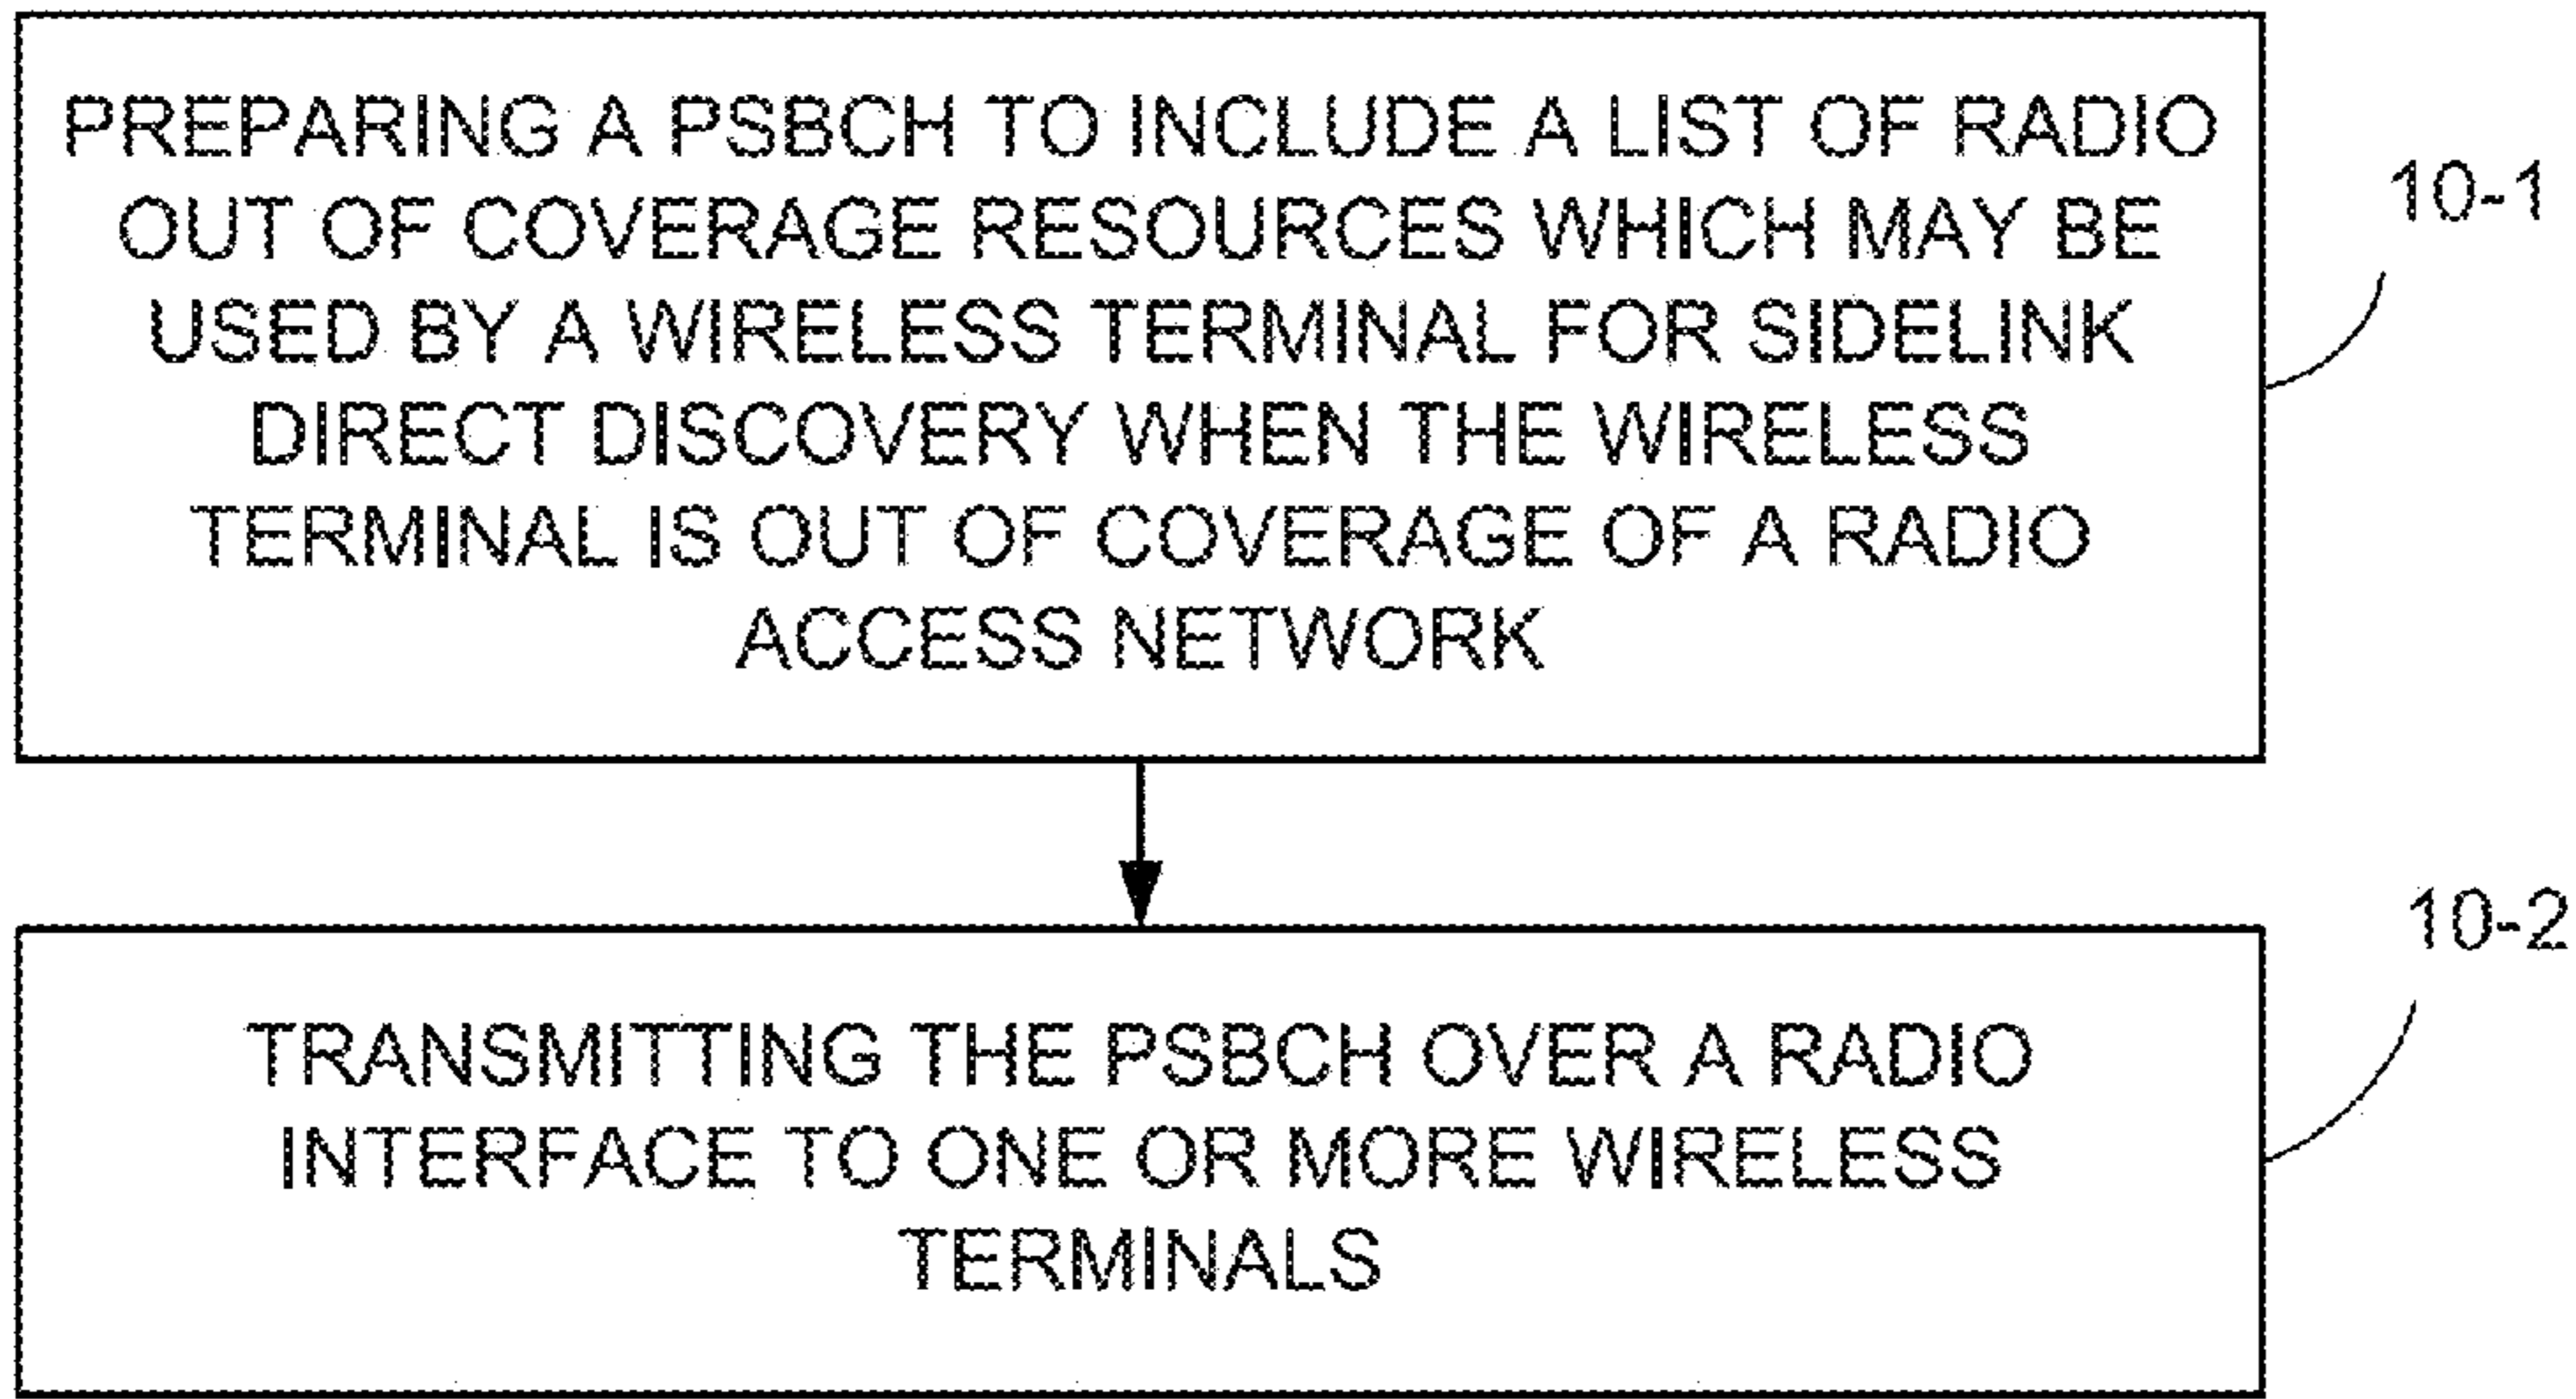 PREPARING A PSBCH TO INCLUDE A LIST OF RADIO
OUT OF COVERAGE RESOURCES WHICH MAY BE
USED BY A WIRELESS TERMINAL FOR SIDELINK
DIRECT DISCOVERY WHEN THE WIRELESS
TERMINAL IS OUT OF COVERAGE OF A RADIO
ACCESS NETWORK
10-1
TRANSMITTING THE PSBCH OVER A RADIO
INTERFACE TO ONE OR MORE WIRELESS
TERMINALS
10-2